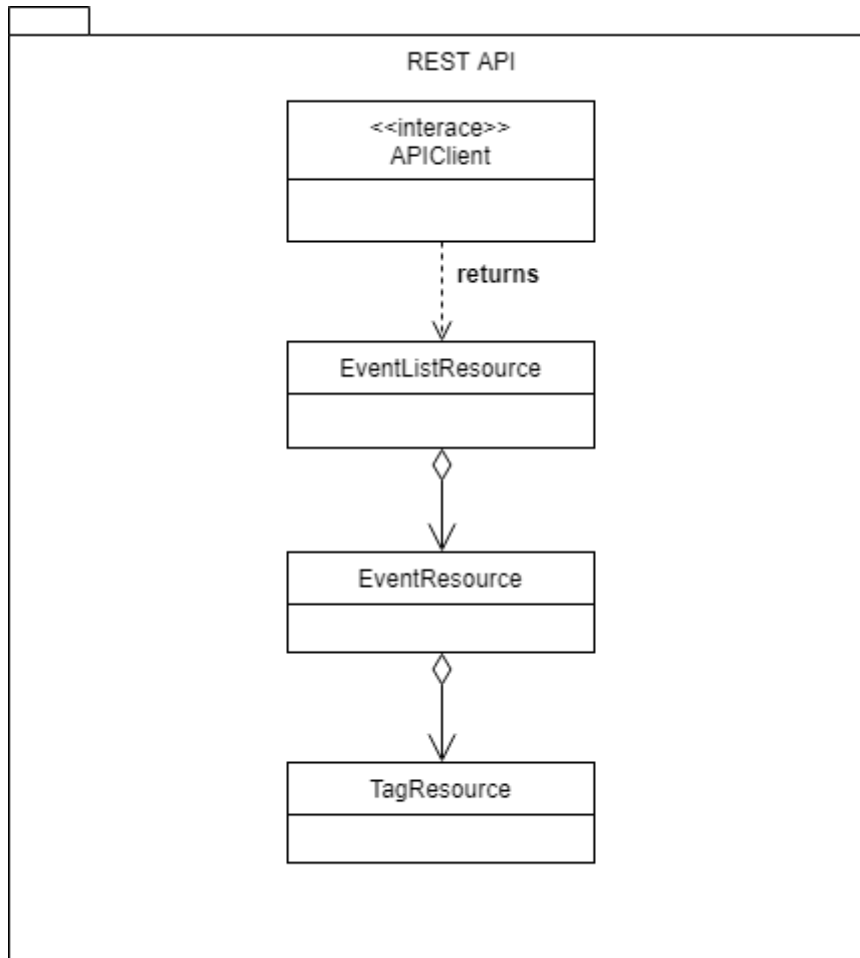 REST API
<<interace>>
APIClient
returns
EventListResource
EventResource
TagResource